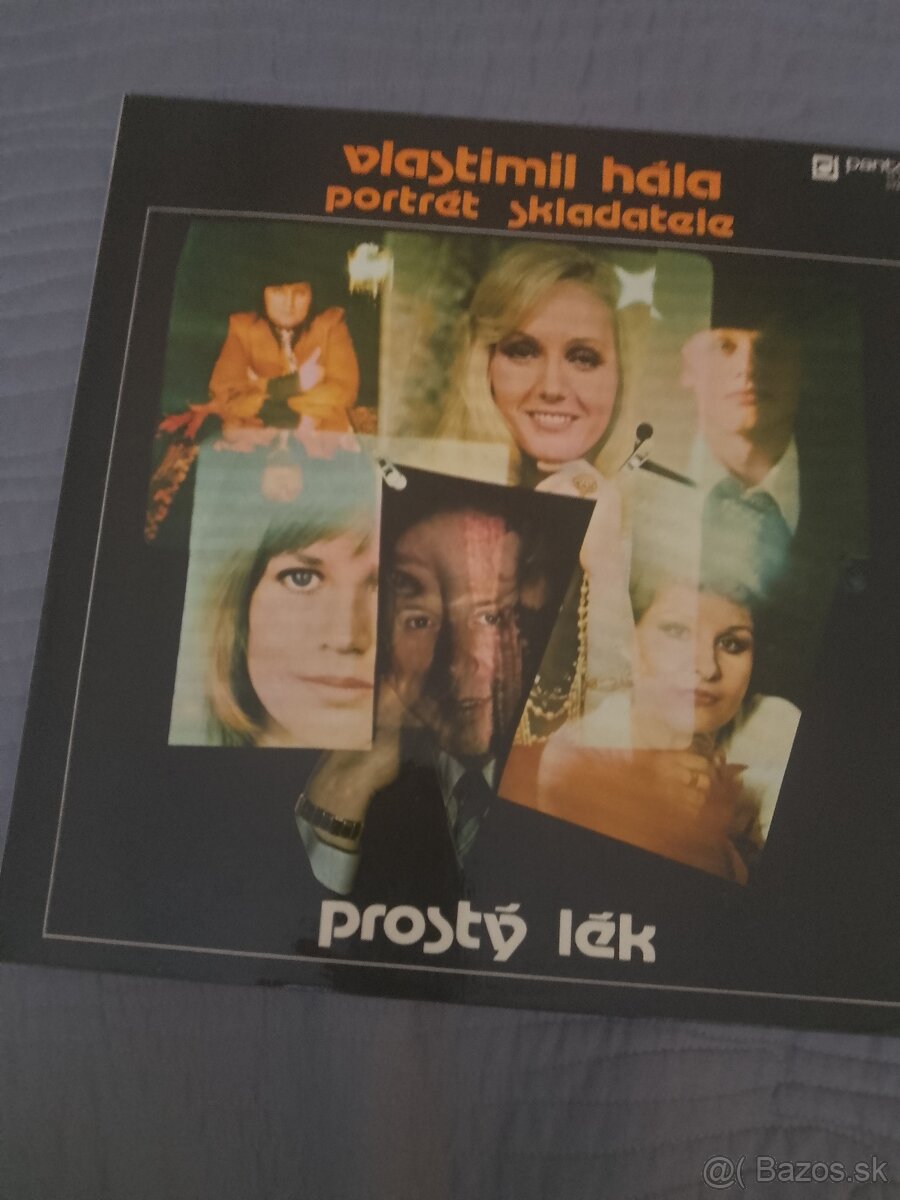 vlastimil hála
portrét skladatele
prostý lék
@( Bazos.sk